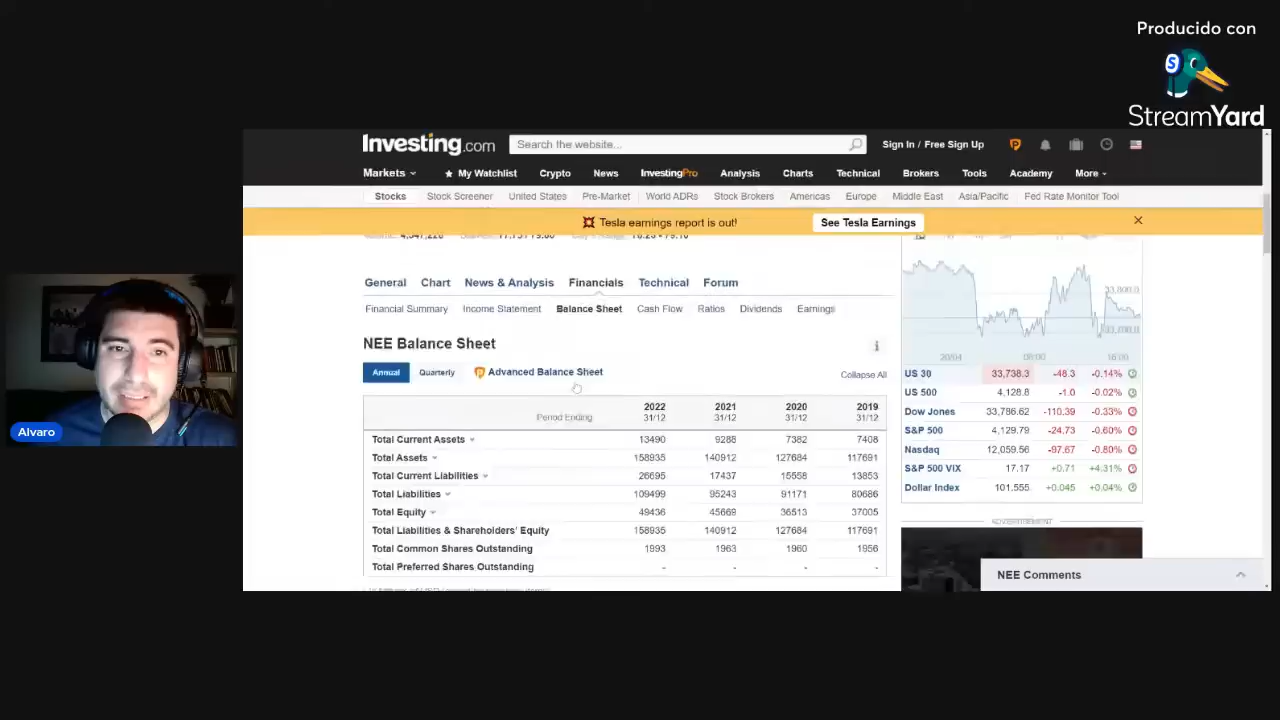 Producido con
S
StreamYard
Investing.com
Search the website...
Sign In / Free Sign Up
Markets
My Watchlist
Crypto
News
InvestingPro
Analysis
Charts
Technical
Brokers
Tools
Academy
More
Stocks
Stock Screener
United States
Pre-Market
World ADRs
Stock Brokers
Americas
Europe
Middle East
Asia/Pacific
Fed Rate Monitor Tool
Tesla earnings report is out!
See Tesla Earnings
General
Chart
News & Analysis
Financials
Technical
Forum
Financial Summary
Income Statement
Balance Sheet
Cash Flow
Ratios
Dividends
Earnings
NEE Balance Sheet
Annual
Quarterly
Advanced Balance Sheet
Collapse All
Period Ending 2022 31/12 2021 31/12 2020 31/12 2019 31/12
Total Current Assets 13490 9288 7382 7408
Total Assets 158935 140912 127684 117691
Total Current Liabilities 26695 17437 15558 13853
Total Liabilities 109499 95243 91171 80686
Total Equity 49436 45669 36513 37005
Total Liabilities & Shareholders' Equity 158935 140912 127684 117691
Total Common Shares Outstanding 1993 1963 1960 1956
Total Preferred Shares Outstanding - - - -
33,800.0
20/04 08:00 16:00
US 30 33,738.3 -48.3 -0.14%
US 500 4,128.8 -1.0 -0.02%
Dow Jones 33,786.62 -110.39 -0.33%
S&P 500 4,129.79 -24.73 -0.60%
Nasdaq 12,059.56 -97.67 -0.80%
S&P 500 VIX 17.17 +0.71 +4.31%
Dollar Index 101.555 +0.045 +0.04%
ADVERTISEMENT
NEE Comments
Alvaro